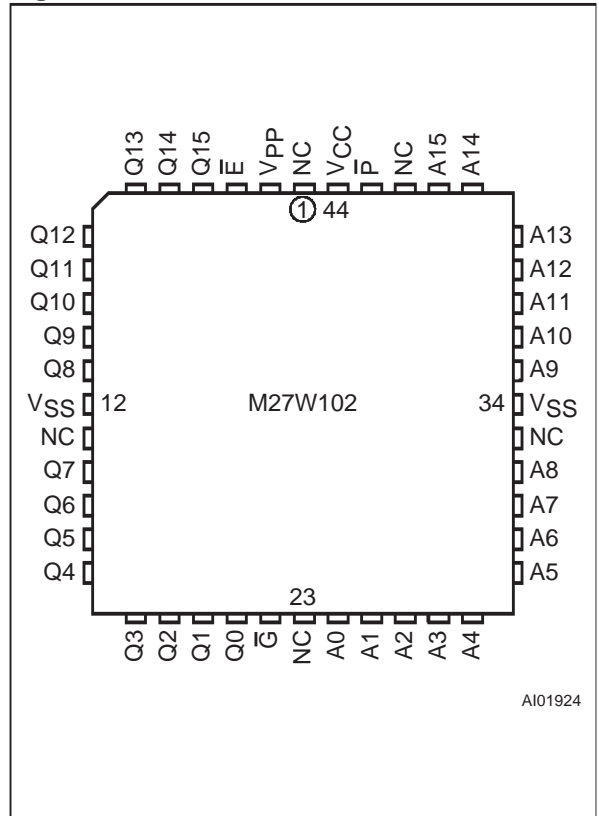 Q13
Q14
Q15
E̅
VPP
NC
VCC
P̅
NC
A15
A14
1 44
Q12
Q11
Q10
Q9
Q8
VSS 12
NC
Q7
Q6
Q5
Q4
M27W102
A13
A12
A11
A10
A9
34 VSS
NC
A8
A7
A6
A5
23
Q3
Q2
Q1
Q0
G̅
NC
A0
A1
A2
A3
A4
AI01924